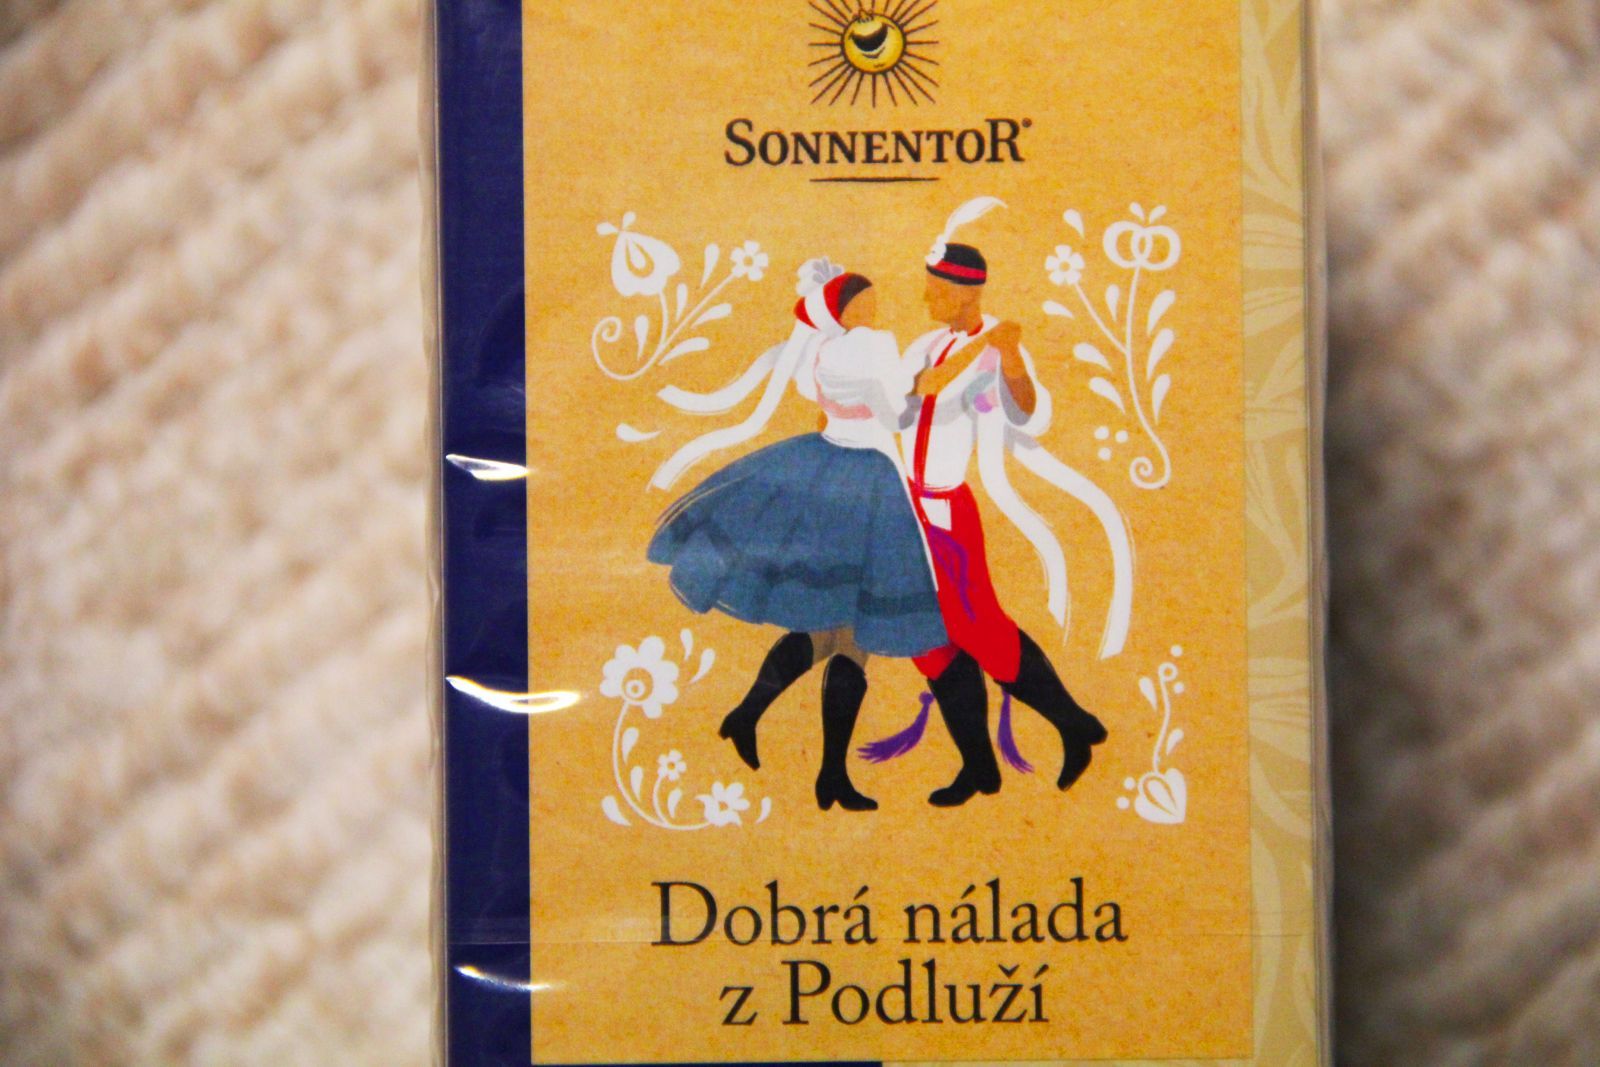 SONNENTOR®
Dobrá nálada
z Podluží